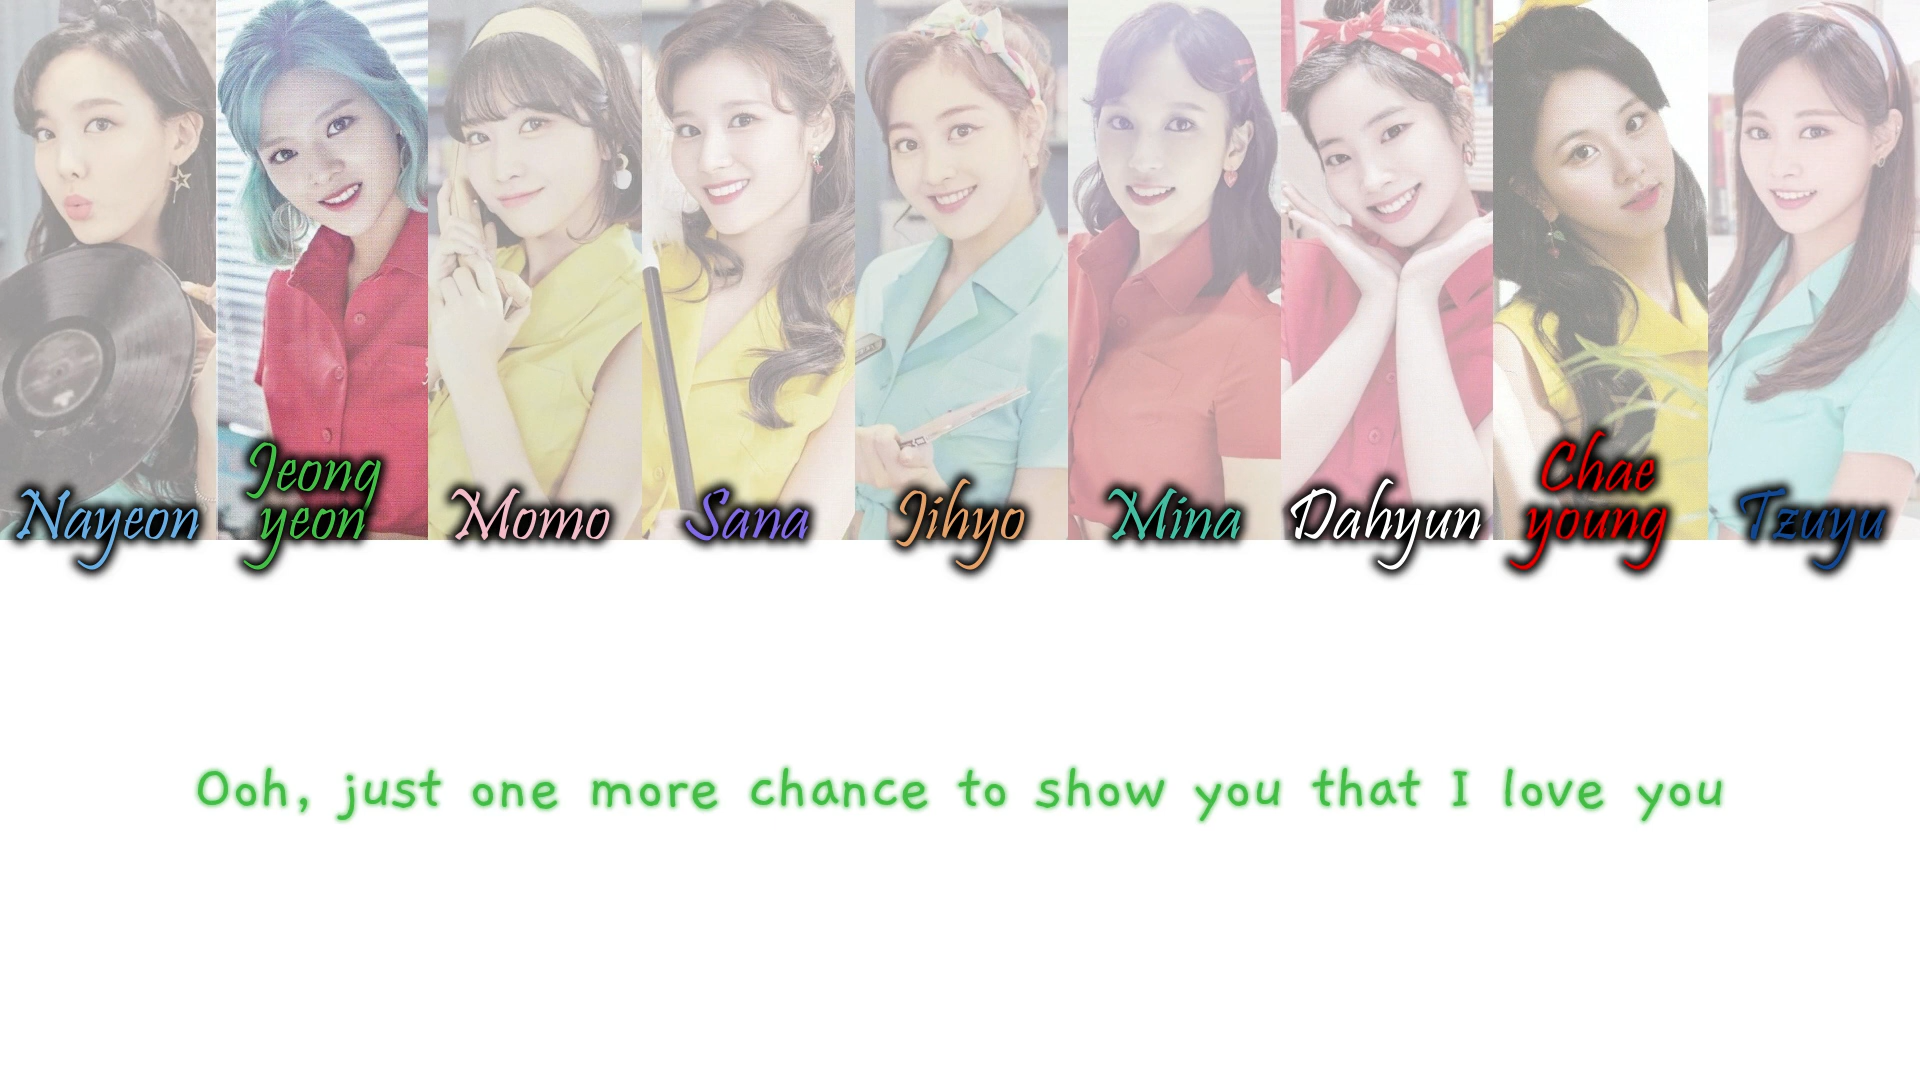 Nayeon
Jeong
yeon
Momo
Sana
Jihyo
Mina
Dahyun
Chae
young
Tzuyu
Ooh, just one more chance to show you that I love you